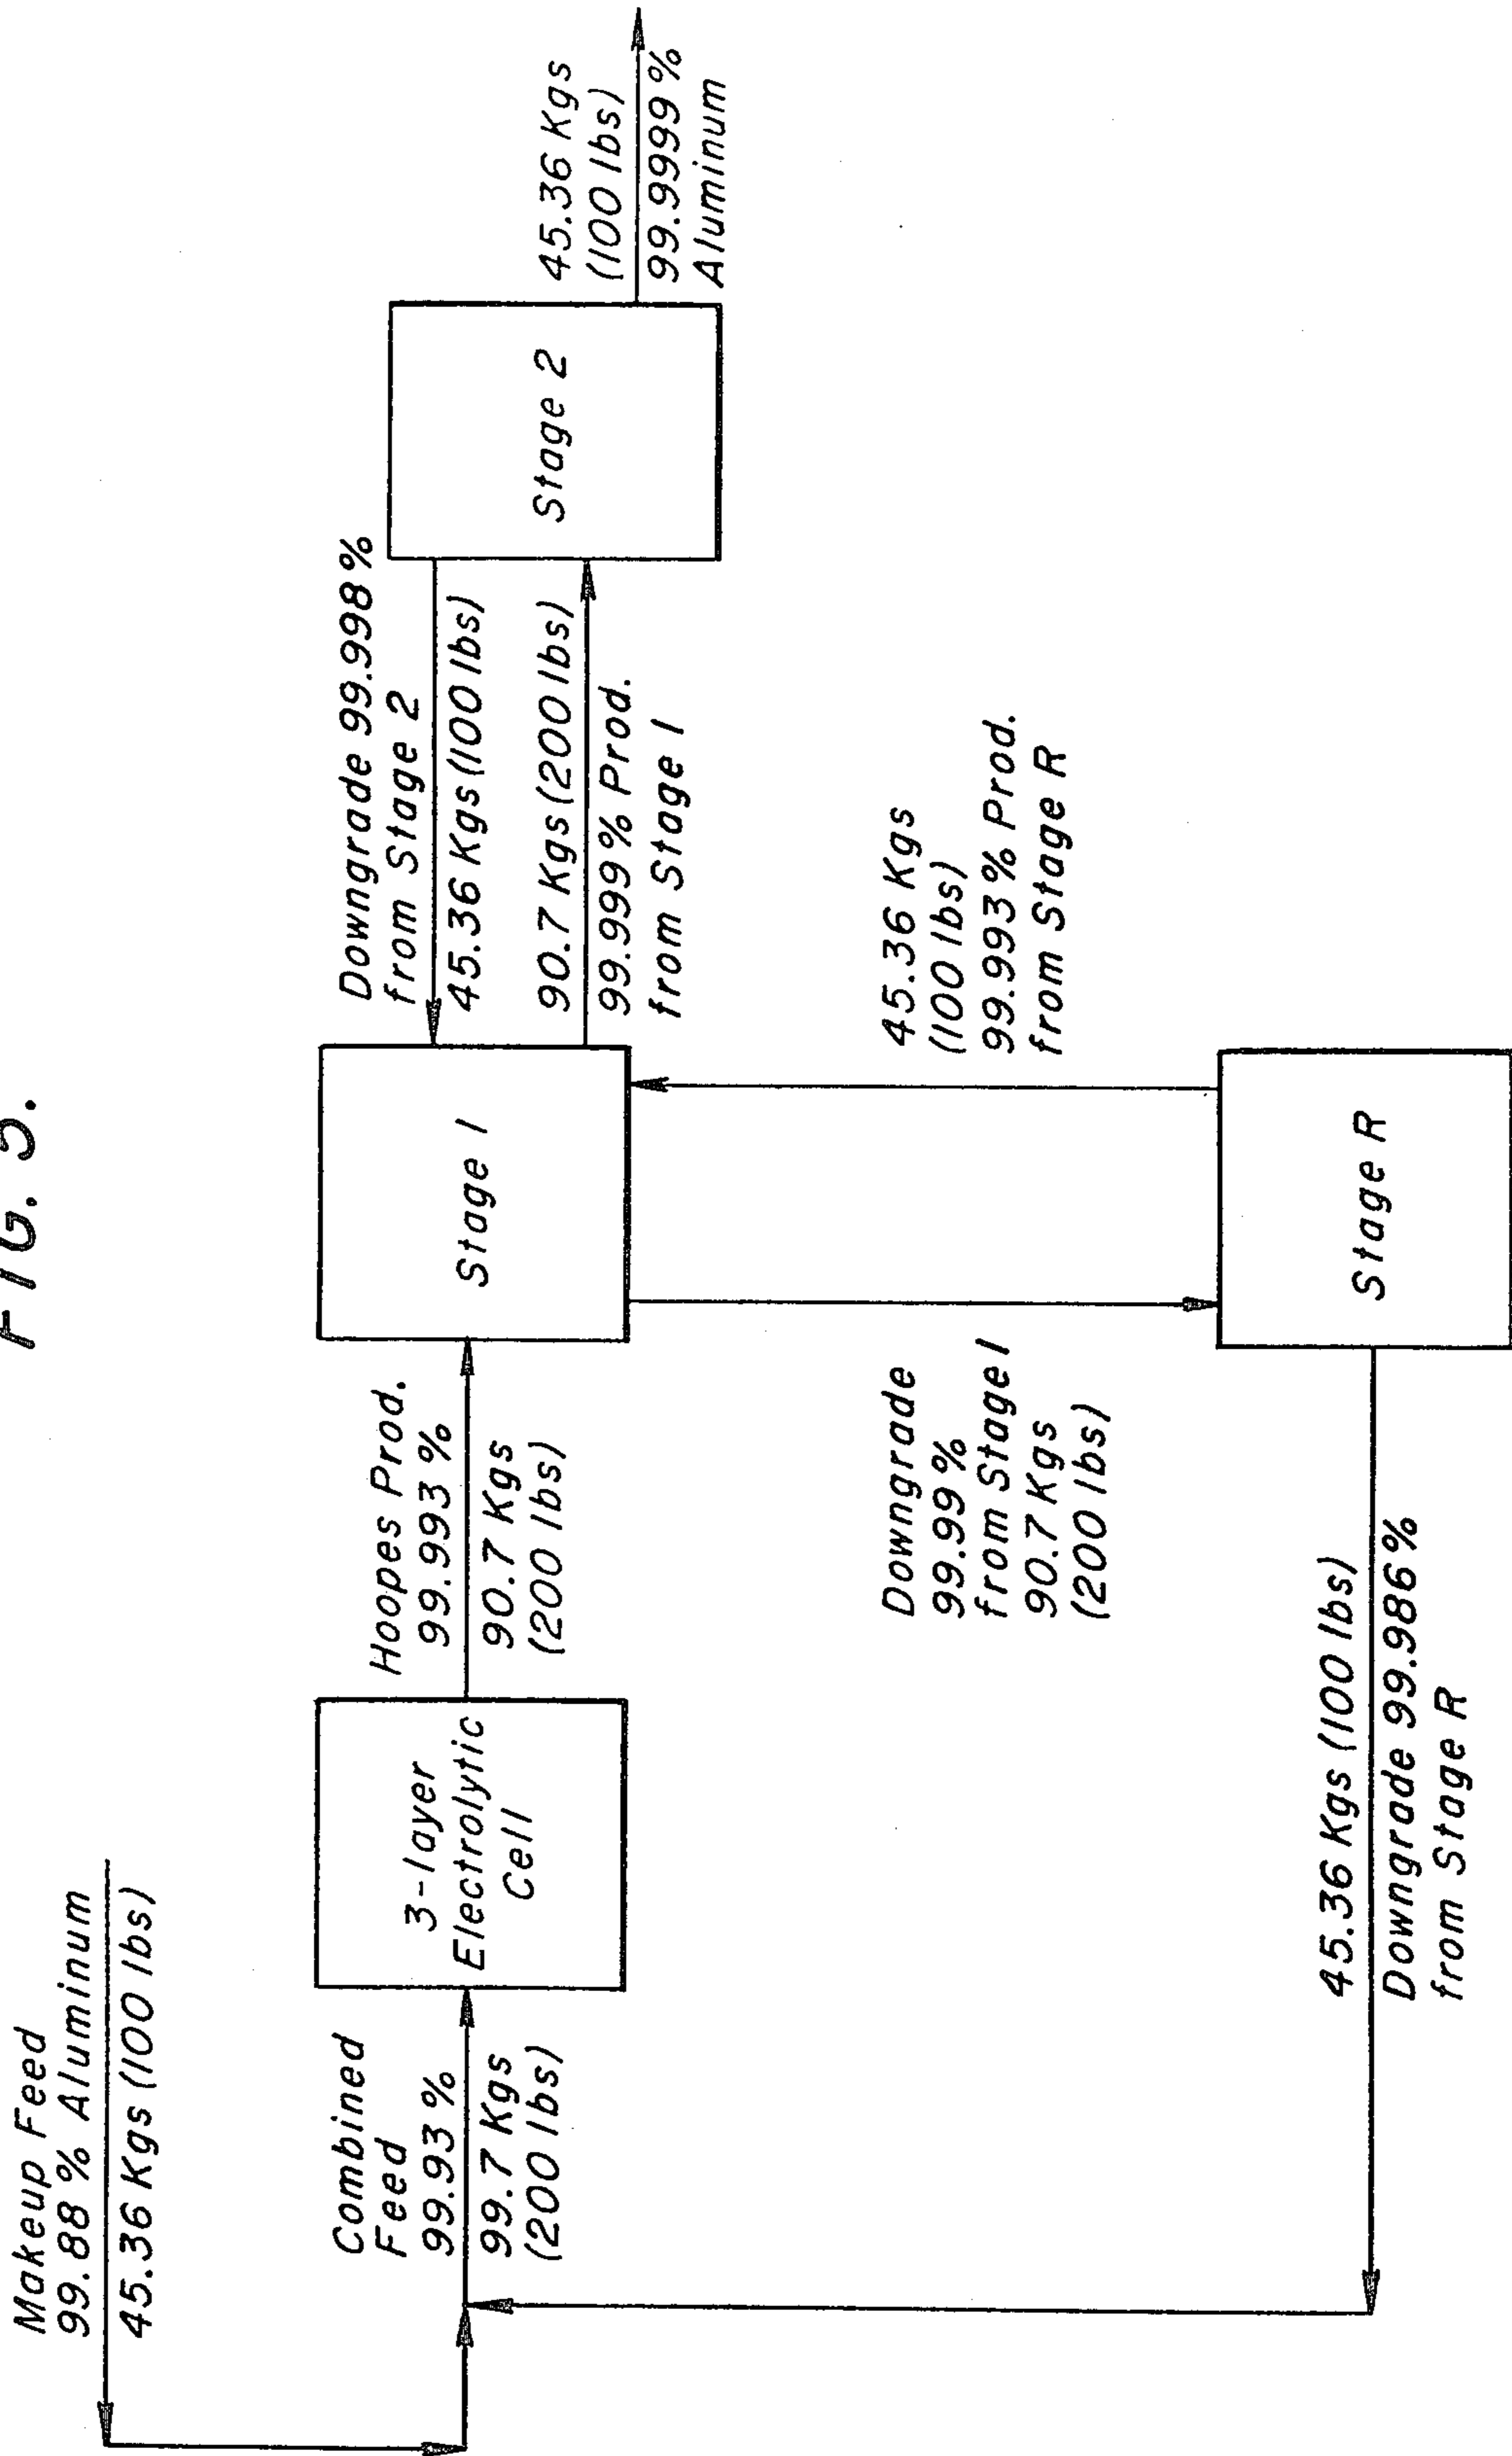 FIG. 5.
Makeup Feed
99.88 % Aluminum
45.36 Kgs (100 lbs)
Combined
Feed
99.93 %
99.7 Kgs
(200 lbs)
3-layer
Electrolytic
Cell
Hoopes Prod.
99.993 %
90.7 Kgs
(200 lbs)
Stage 1
Downgrade 99.998 %
from Stage 2
45.36 Kgs (100 lbs)
90.7 Kgs (200 lbs)
99.999 % Prod.
from Stage 1
Stage 2
45.36 Kgs
(100 lbs)
99.9999 %
Aluminum
Downgrade
99.99 %
from Stage 1
90.7 Kgs
(200 lbs)
45.36 Kgs
(100 lbs)
99.993 % Prod.
from Stage R
Stage R
45.36 Kgs (100 lbs)
Downgrade 99.986 %
from Stage R